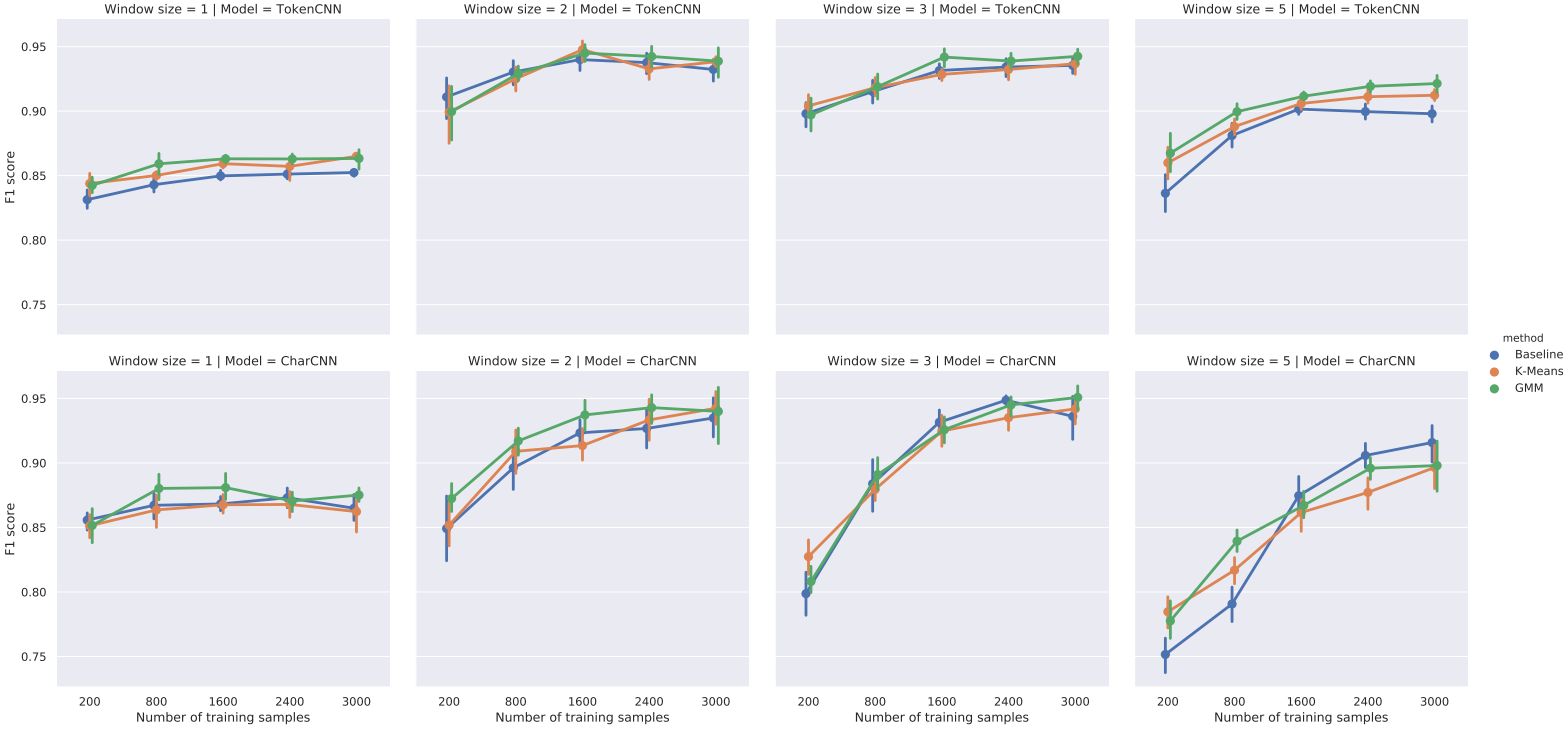 Window size = 1 | Model = TokenCNN
Window size = 2 | Model = TokenCNN
Window size = 3 | Model = TokenCNN
Window size = 5 | Model = TokenCNN
0.95
0.90
0.85
0.80
0.75
F1 score
Window size = 1 | Model = CharCNN
Window size = 2 | Model = CharCNN
Window size = 3 | Model = CharCNN
Window size = 5 | Model = CharCNN
0.95
0.90
0.85
0.80
0.75
F1 score
200 800 1600 2400 3000
Number of training samples
200 800 1600 2400 3000
Number of training samples
200 800 1600 2400 3000
Number of training samples
200 800 1600 2400 3000
Number of training samples
method
Baseline
K-Means
GMM